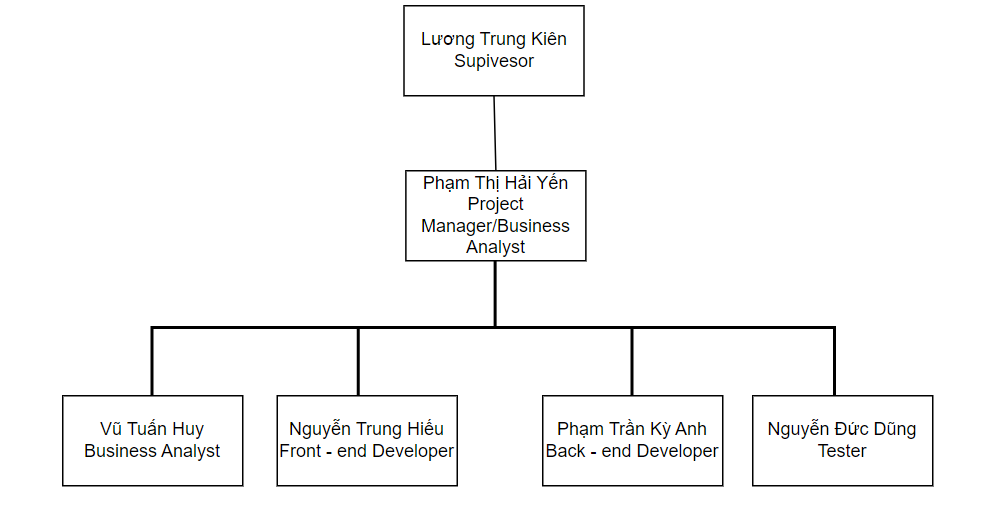 Lương Trung Kiên
Supivesor
Phạm Thị Hải Yến
Project
Manager/Business
Analyst
Vũ Tuấn Huy
Business Analyst
Nguyễn Trung Hiếu
Front - end Developer
Phạm Trần Kỳ Anh
Back - end Developer
Nguyễn Đức Dũng
Tester